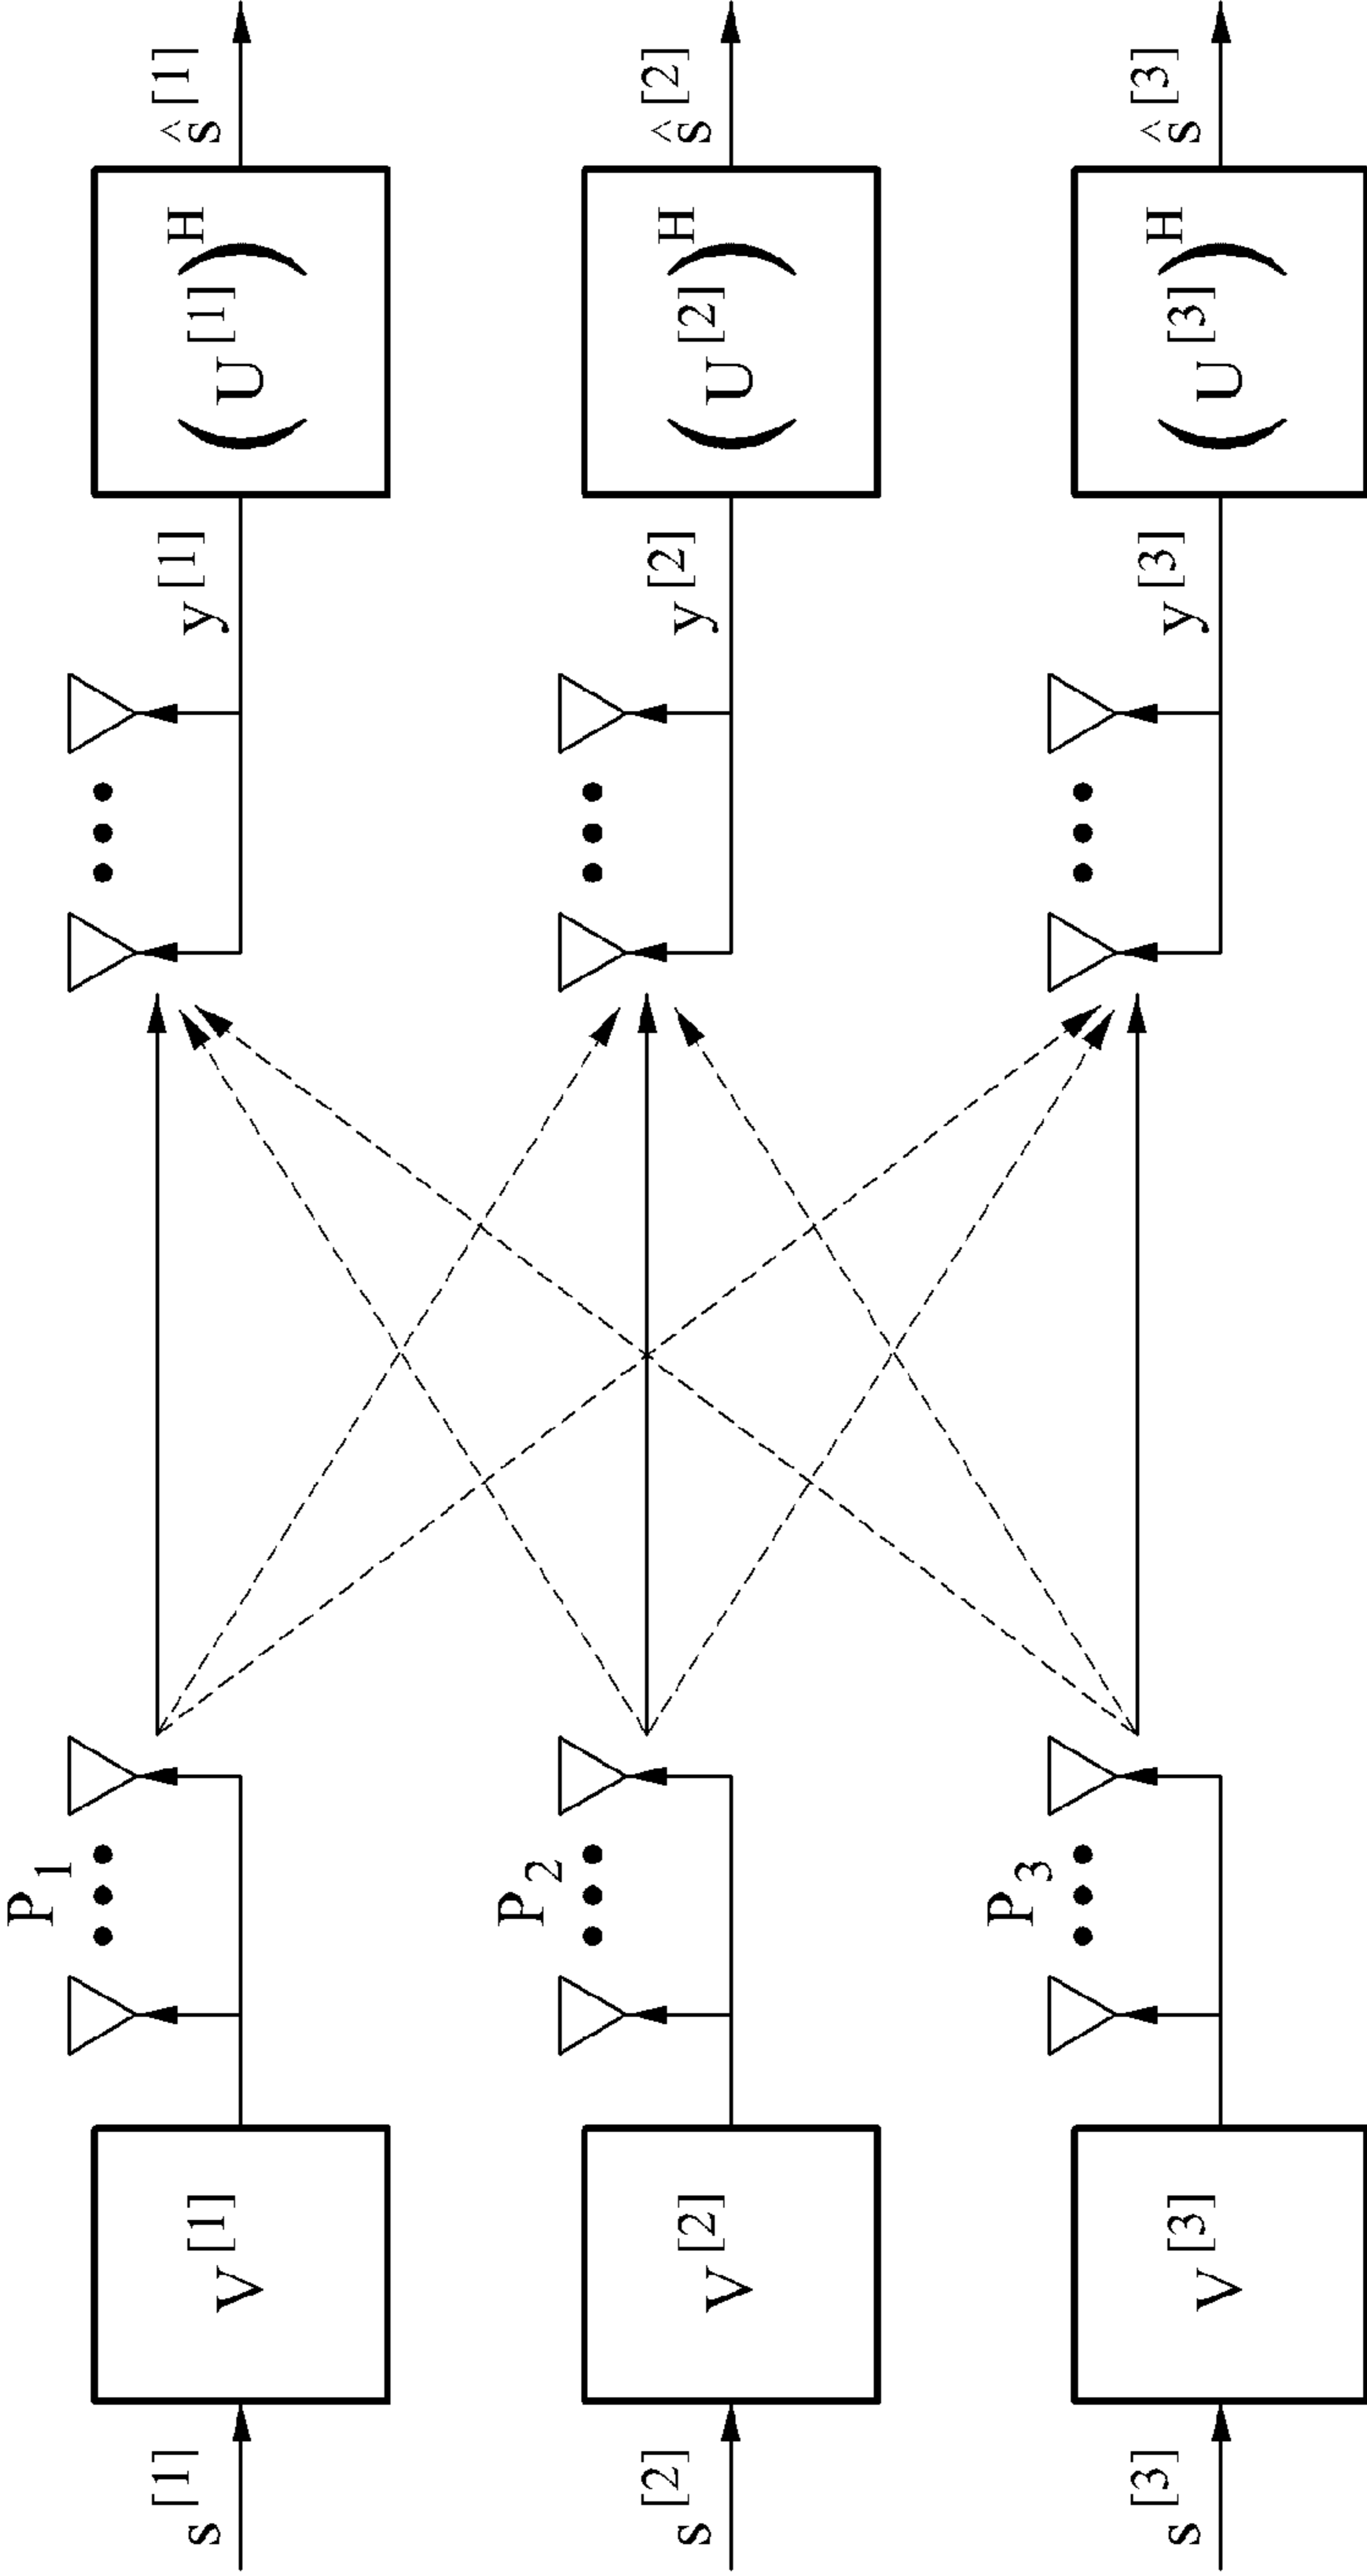 P1
s[1] V[1] y[1] (U[1])H ŝ[1]
P2
s[2] V[2] y[2] (U[2])H ŝ[2]
P3
s[3] V[3] y[3] (U[3])H ŝ[3]